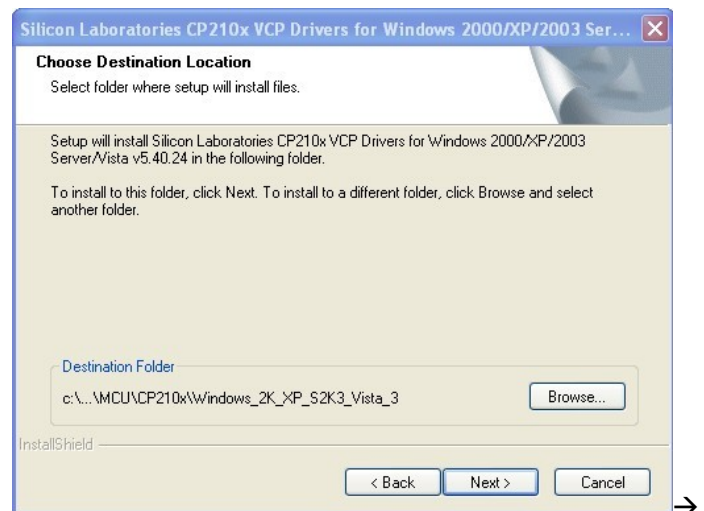 Silicon Laboratories CP210x VCP Drivers for Windows 2000/XP/2003 Ser...
Choose Destination Location
Select folder where setup will install files.
Setup will install Silicon Laboratories CP210x VCP Drivers for Windows 2000/XP/2003
Server/Vista v5.40.24 in the following folder.
To install to this folder, click Next. To install to a different folder, click Browse and select
another folder.
Destination Folder
c:\...\MCU\CP210x\Windows_2K_XP_S2K3_Vista_3
Browse...
InstallShield
< Back
Next >
Cancel
→